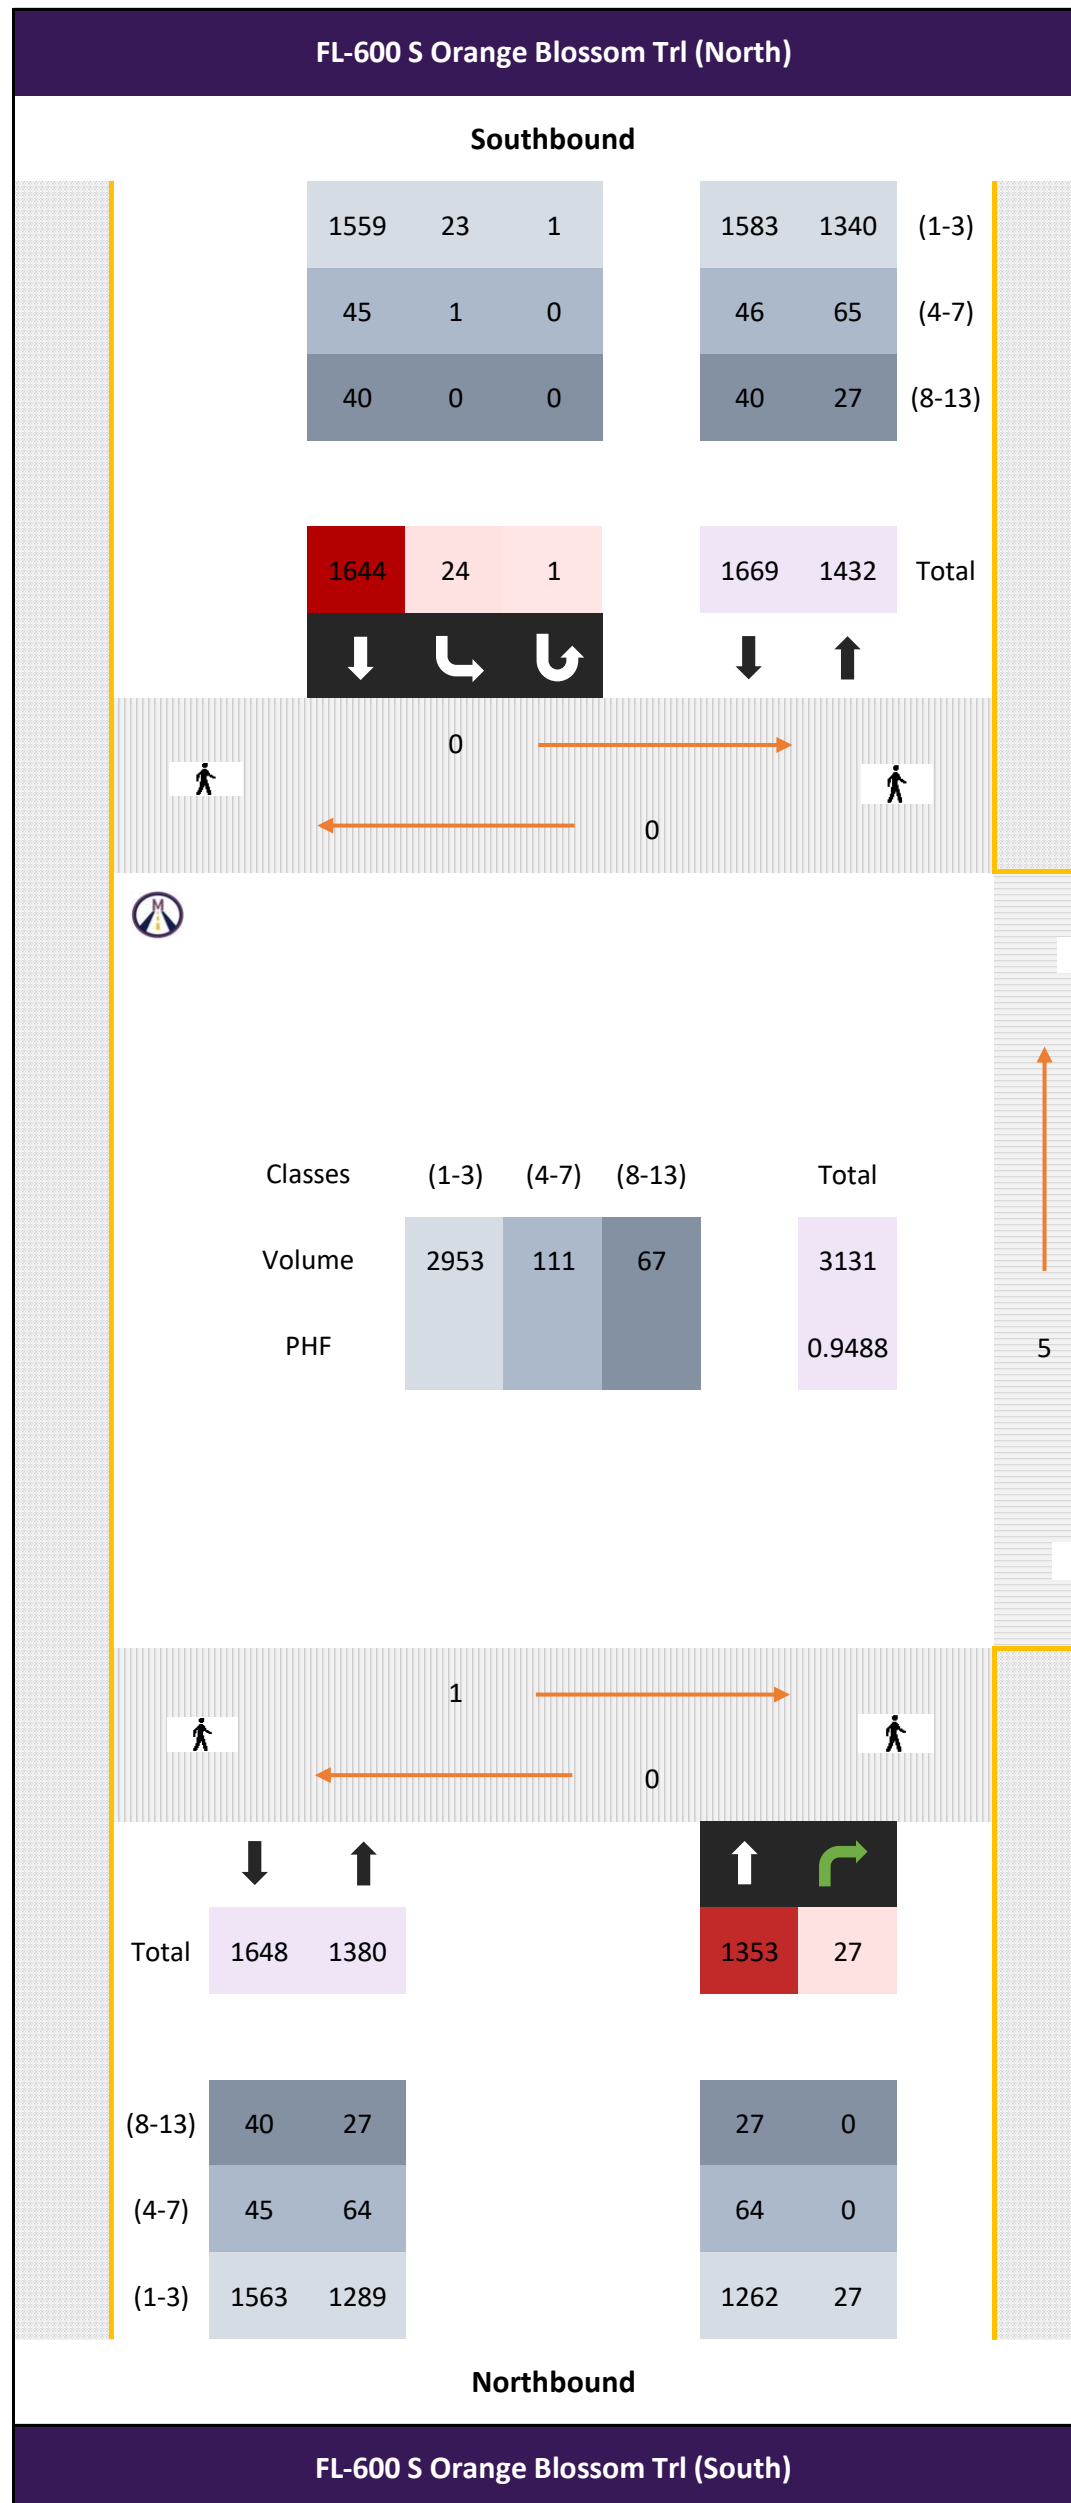 FL-600 S Orange Blossom Trl (North)
Southbound
1559 23 1 1583 1340 (1-3)
45 1 0 46 65 (4-7)
40 0 0 40 27 (8-13)
1644 24 1 1669 1432 Total
0
0
M
Classes (1-3) (4-7) (8-13) Total
Volume 2953 111 67 3131
PHF 0.9488 5
1
0
Total 1648 1380 1353 27
(8-13) 40 27 27 0
(4-7) 45 64 64 0
(1-3) 1563 1289 1262 27
Northbound
FL-600 S Orange Blossom Trl (South)